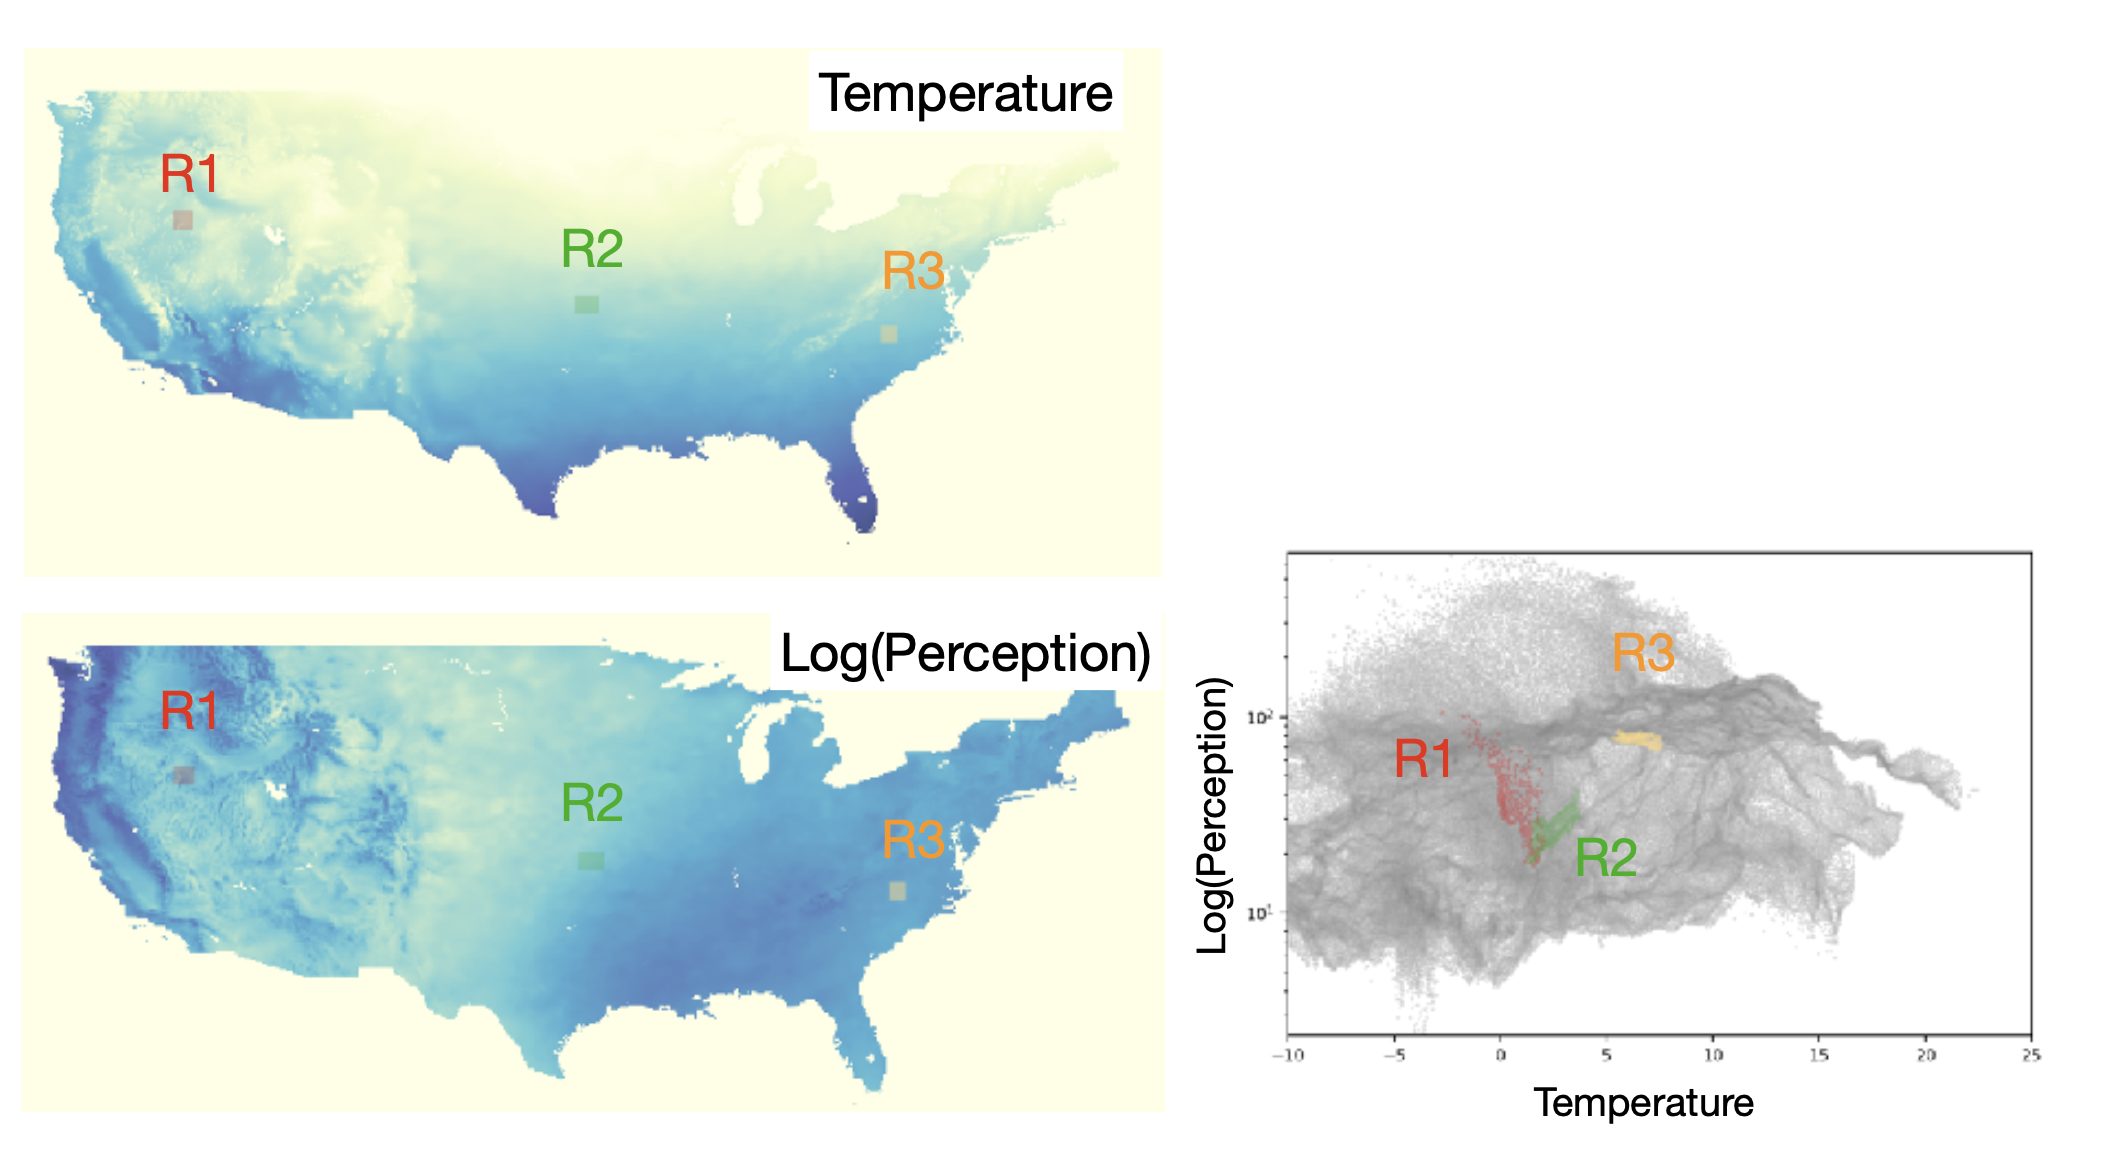 Temperature
R1
R2
R3
Log(Perception)
R1
R2
R3
Log(Perception)
10²
10¹
R3
R1
R2
−10
−5
0
5
10
15
20
25
Temperature